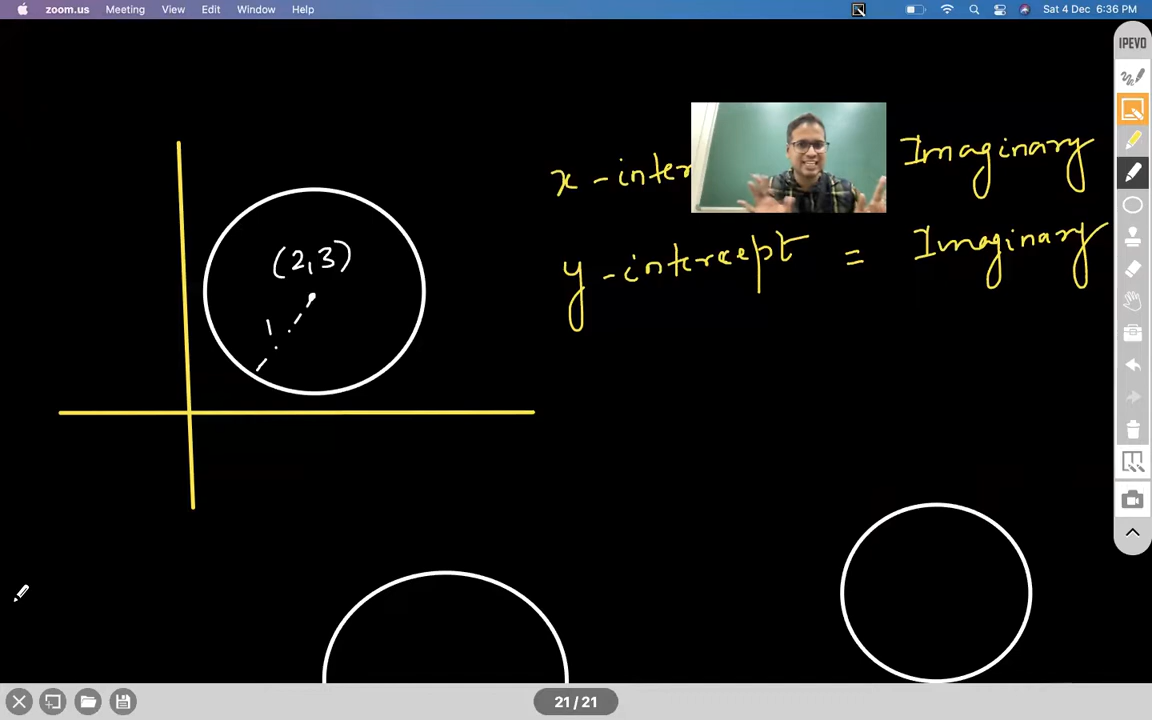 zoom.us Meeting View Edit Window Help Sat 4 Dec 6:36 PM
IPEVO
x - inter Imaginary
y - intercept = Imaginary
(2,3)
1
21 / 21